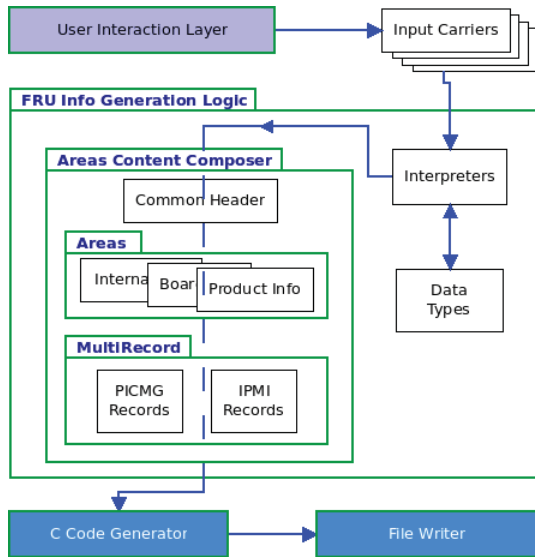 User Interaction Layer
Input Carriers
FRU Info Generation Logic
Areas Content Composer
Interpreters
Common Header
Areas
Product Info
Data
Types
MultiRecord
PICMG
Records
IPMI
Records
C Code Generator
File Writer